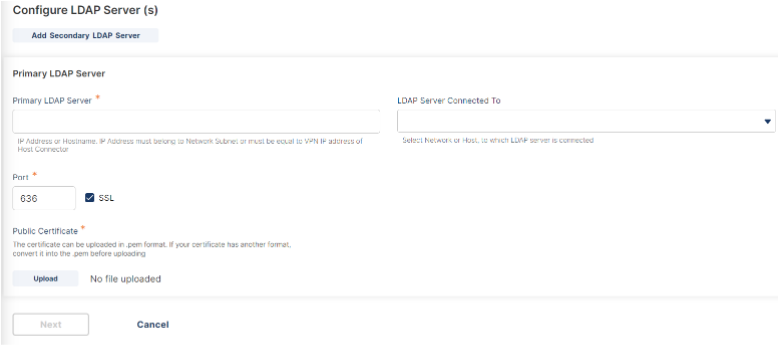 Configure LDAP Server (s)
Add Secondary LDAP Server
Primary LDAP Server
Primary LDAP Server *
LDAP Server Connected To
IP Address or Hostname. IP Address must belong to Network Subnet or must be equal to VPN IP address of
Host Connector
Select Network or Host, to which LDAP server is connected
Port *
636
SSL
Public Certificate *
The certificate can be uploaded in .pem format. If your certificate has another format,
convert it into the .pem before uploading
Upload
No file uploaded
Next
Cancel